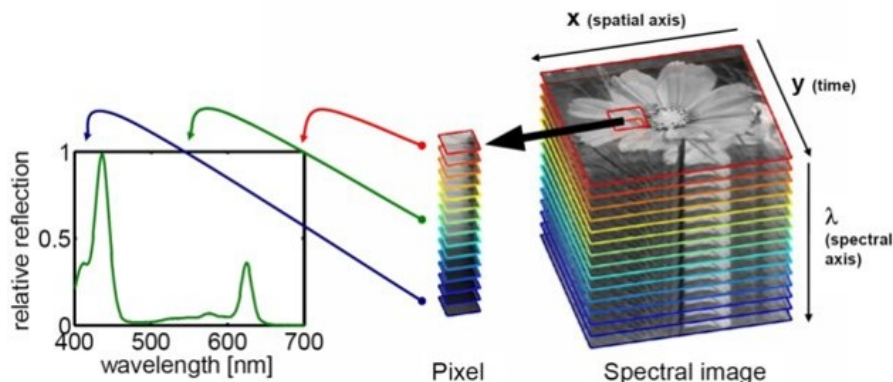 x (spatial axis)
y (time)
λ
(spectral
axis)
relative reflection
1
0.5
0
400 500 600 700
wavelength [nm]
Pixel
Spectral image